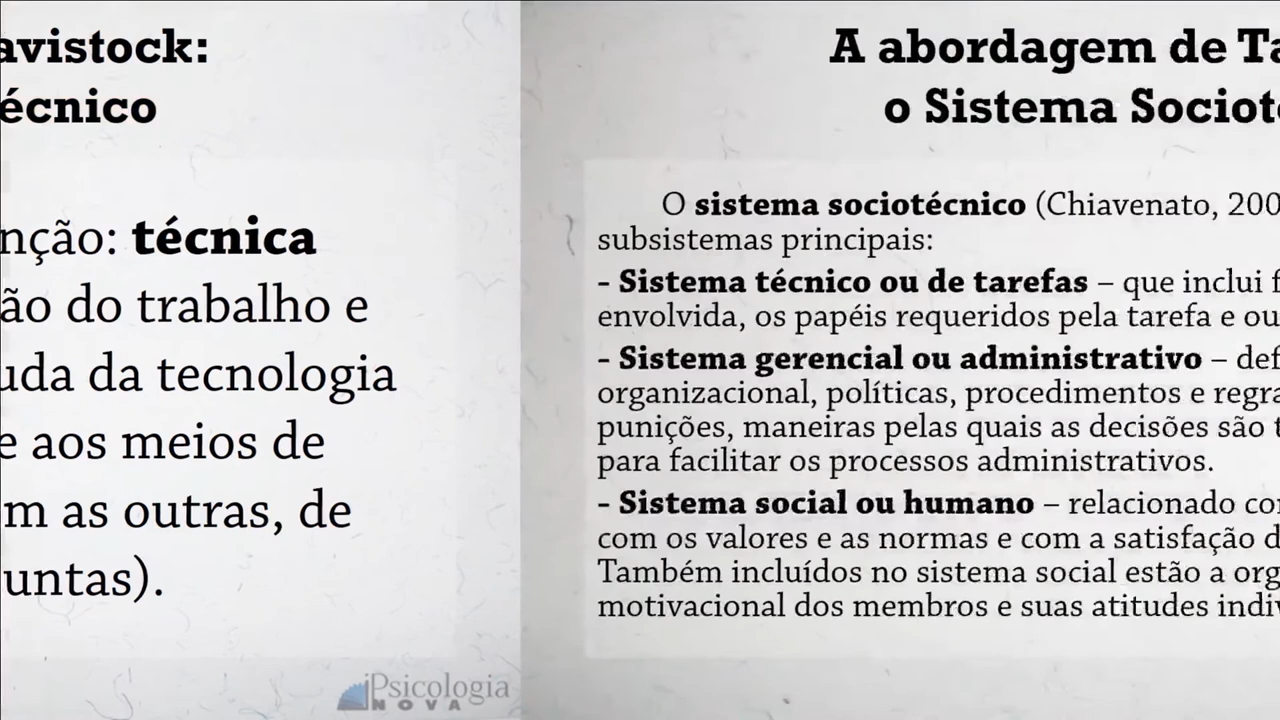 avistock:
écnico
nção: técnica
ão do trabalho e
uda da tecnologia
e aos meios de
m as outras, de
untas).
Psicologia
NOVA
A abordagem de Ta
o Sistema Socioté
O sistema sociotécnico (Chiavenato, 200
subsistemas principais:
- Sistema técnico ou de tarefas – que inclui f
envolvida, os papéis requeridos pela tarefa e ou
- Sistema gerencial ou administrativo – def
organizacional, políticas, procedimentos e regra
punições, maneiras pelas quais as decisões são t
para facilitar os processos administrativos.
- Sistema social ou humano – relacionado co
com os valores e as normas e com a satisfação d
Também incluídos no sistema social estão a org
motivacional dos membros e suas atitudes indiv